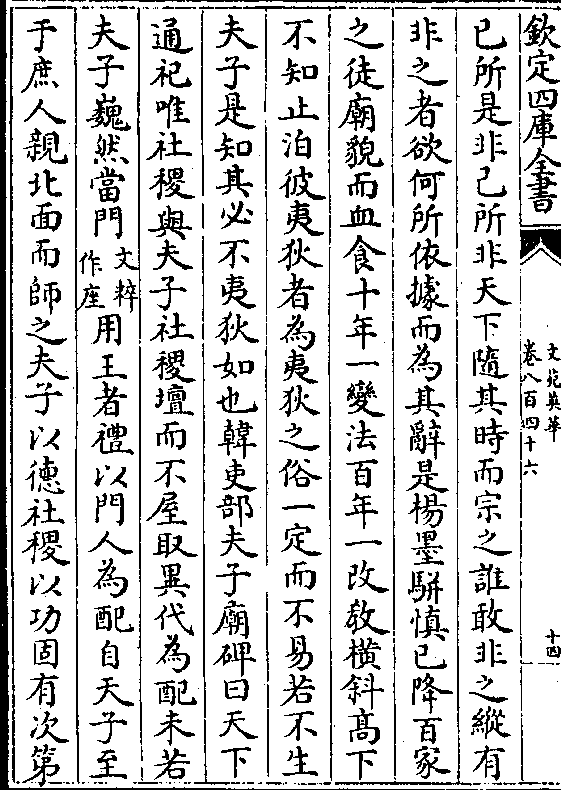 欽定四庫全書
文苑英華
卷八百四十六
十四
已所是非己所非天下隨其時而宗之誰敢非之縱有
非之者欲何所依據而為其辭是楊墨駢慎已降百家
之徒廟貌而血食十年一變法百年一改教橫斜髙下
不知止泊彼夷狄者為夷狄之俗一定而不易若不生
夫子是知其必不夷狄如也韓吏部夫子廟碑曰天下
通祀唯社稷與夫子社稷壇而不屋取異代為配未若
夫子巍然當門文粹作座用王者禮以門人為配自天子至
于庶人親北面而師之夫子以德社稷以功固有次第